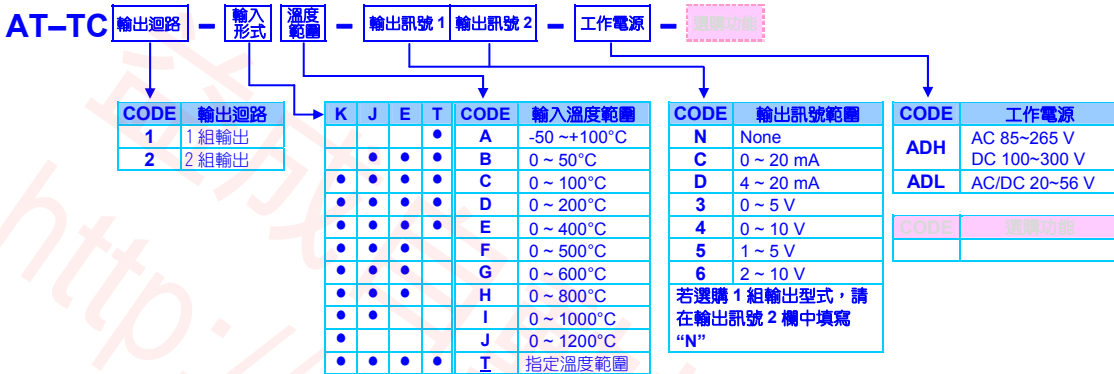 AT–TC 輸出迴路 – 輸入形式 溫度範圍 – 輸出訊號 1 輸出訊號 2 – 工作電源 – 選購功能
CODE 輸出迴路
1 1 組輸出
2 2 組輸出
K J E T CODE 輸入溫度範圍
● A -50 ~+100°C
● ● ● B 0 ~ 50°C
● ● ● ● C 0 ~ 100°C
● ● ● ● D 0 ~ 200°C
● ● ● ● E 0 ~ 400°C
● ● ● F 0 ~ 500°C
● ● ● G 0 ~ 600°C
● ● ● H 0 ~ 800°C
● ● I 0 ~ 1000°C
● J 0 ~ 1200°C
● ● ● ● T 指定溫度範圍
CODE 輸出訊號範圍
N None
C 0 ~ 20 mA
D 4 ~ 20 mA
3 0 ~ 5 V
4 0 ~ 10 V
5 1 ~ 5 V
6 2 ~ 10 V
若選購 1 組輸出型式，請
在輸出訊號 2 欄中填寫
“N”
CODE 工作電源
ADH AC 85~265 V
DC 100~300 V
ADL AC/DC 20~56 V
CODE 選購功能
http://